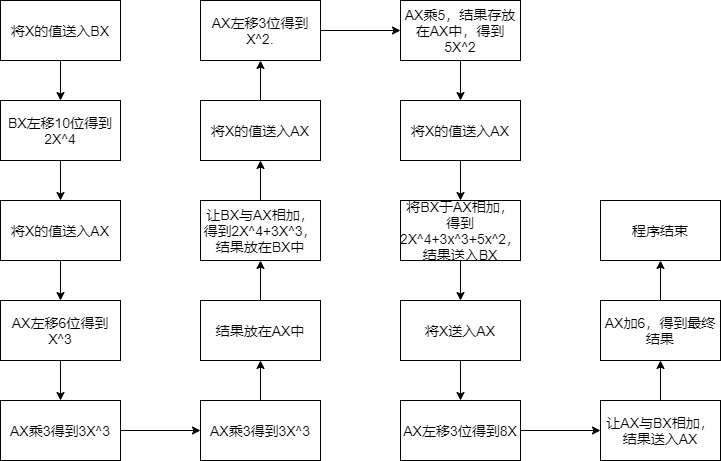 将X的值送入BX
BX左移10位得到
2X^4
将X的值送入AX
AX左移6位得到
X^3
AX乘3得到3X^3
AX乘3得到3X^3
结果放在AX中
让BX与AX相加,
得到2X^4+3X^3,
结果放在BX中
将X的值送入AX
AX左移3位得到
X^2.
AX乘5，结果存放
在AX中，得到
5X^2
将X的值送入AX
将BX于AX相加,
得到
2X^4+3x^3+5x^2,
结果送入BX
将X送入AX
AX左移3位得到8X
让AX与BX相加,
结果送入AX
AX加6，得到最终
结果
程序结束